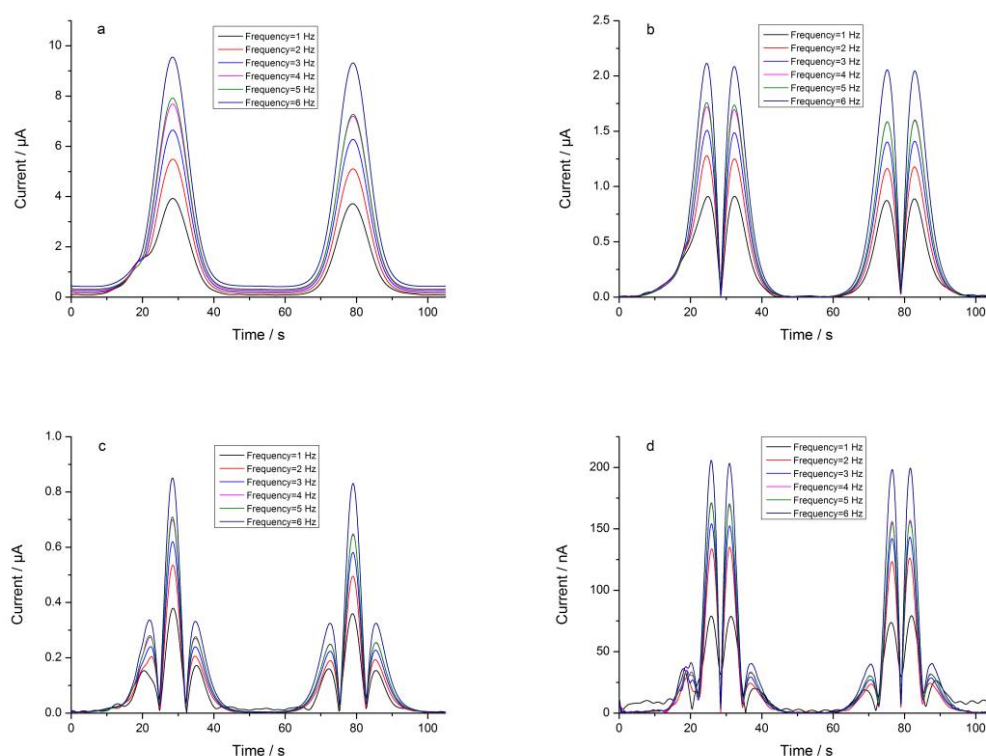 a
Frequency=1 Hz
Frequency=2 Hz
Frequency=3 Hz
Frequency=4 Hz
Frequency=5 Hz
Frequency=6 Hz
Current / µA
10
8
6
4
2
0
0 20 40 60 80 100
Time / s
b
Frequency=1 Hz
Frequency=2 Hz
Frequency=3 Hz
Frequency=4 Hz
Frequency=5 Hz
Frequency=6 Hz
Current / µA
2.5
2.0
1.5
1.0
0.5
0.0
0 20 40 60 80 100
Time / s
c
Frequency=1 Hz
Frequency=2 Hz
Frequency=3 Hz
Frequency=4 Hz
Frequency=5 Hz
Frequency=6 Hz
Current / µA
1.0
0.8
0.6
0.4
0.2
0.0
0 20 40 60 80 100
Time / s
d
Frequency=1 Hz
Frequency=2 Hz
Frequency=3 Hz
Frequency=4 Hz
Frequency=5 Hz
Frequency=6 Hz
Current / nA
200
150
100
50
0
0 20 40 60 80 100
Time / s